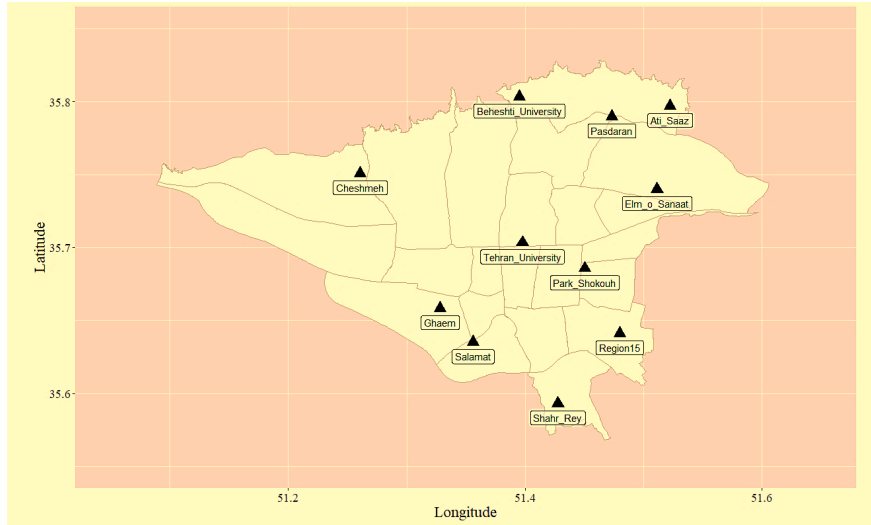 35.8
Beheshti_University
Ati_Saaz
Pasdaran
Cheshmeh
Elm_o_Sanaat
35.7
Tehran_University
Park_Shokouh
Ghaem
Region15
Salamat
35.6
Shahr_Rey
Latitude
51.2
51.4
51.6
Longitude